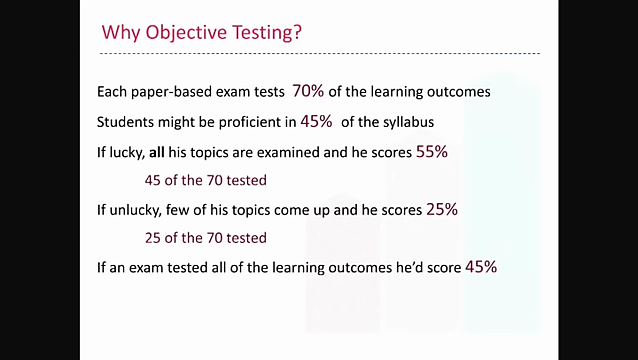 Why Objective Testing?
Each paper-based exam tests 70% of the learning outcomes
Students might be proficient in 45% of the syllabus
If lucky, all his topics are examined and he scores 55%
45 of the 70 tested
If unlucky, few of his topics come up and he scores 25%
25 of the 70 tested
If an exam tested all of the learning outcomes he'd score 45%